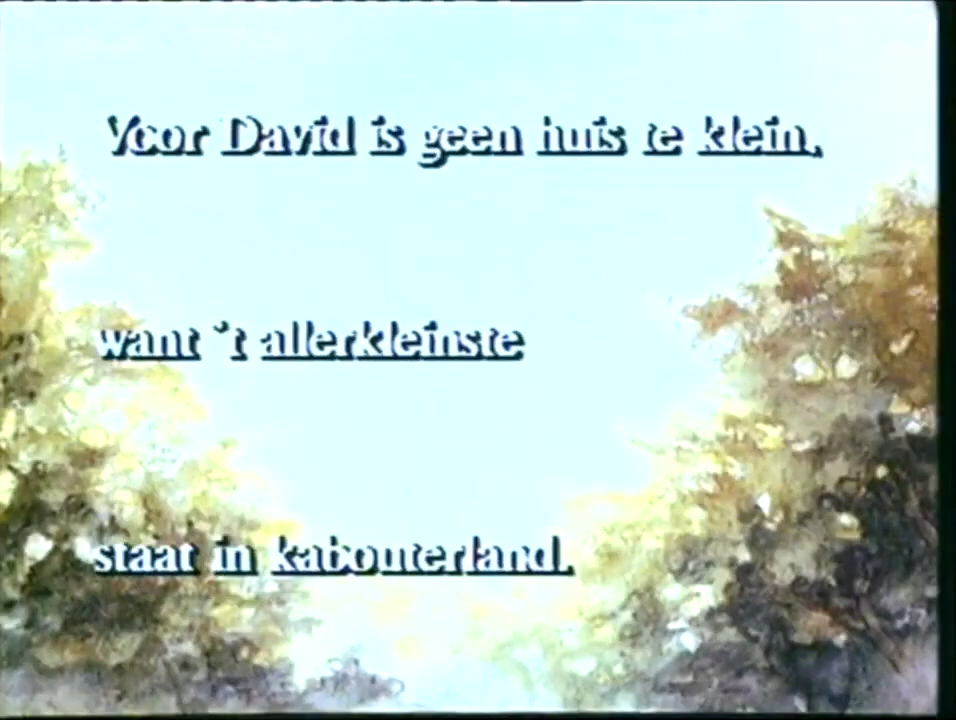 Voor David is geen huis te klein,
want 't allerkleinste
staat in kabouterland.